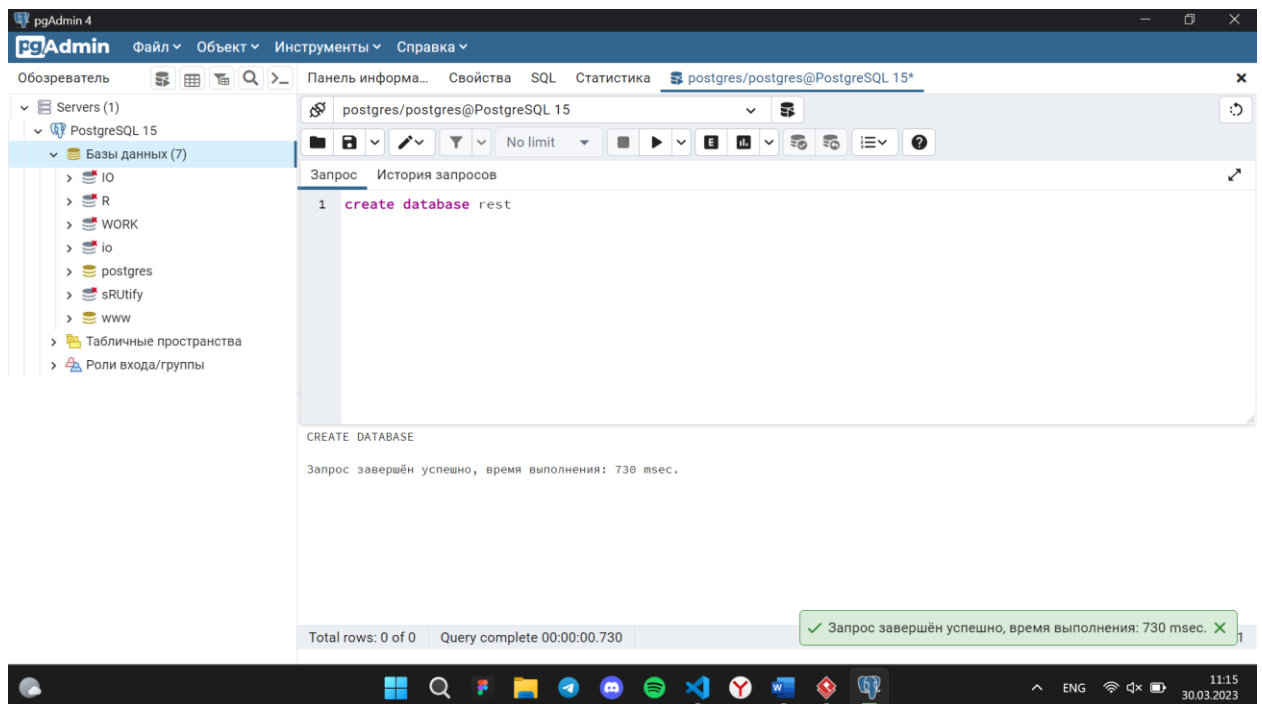 pgAdmin 4
pgAdmin Файл Объект Инструменты Справка
Обозреватель
Панель информа... Свойства SQL Статистика postgres/postgres@PostgreSQL 15*
Servers (1)
PostgreSQL 15
Базы данных (7)
IO
R
WORK
io
postgres
sRUtify
www
Табличные пространства
Роли входа/группы
postgres/postgres@PostgreSQL 15
No limit
E
Запрос История запросов
1 create database rest
CREATE DATABASE
Запрос завершён успешно, время выполнения: 730 msec.
Total rows: 0 of 0 Query complete 00:00:00.730
Запрос завершён успешно, время выполнения: 730 msec.
1
ENG
11:15
30.03.2023